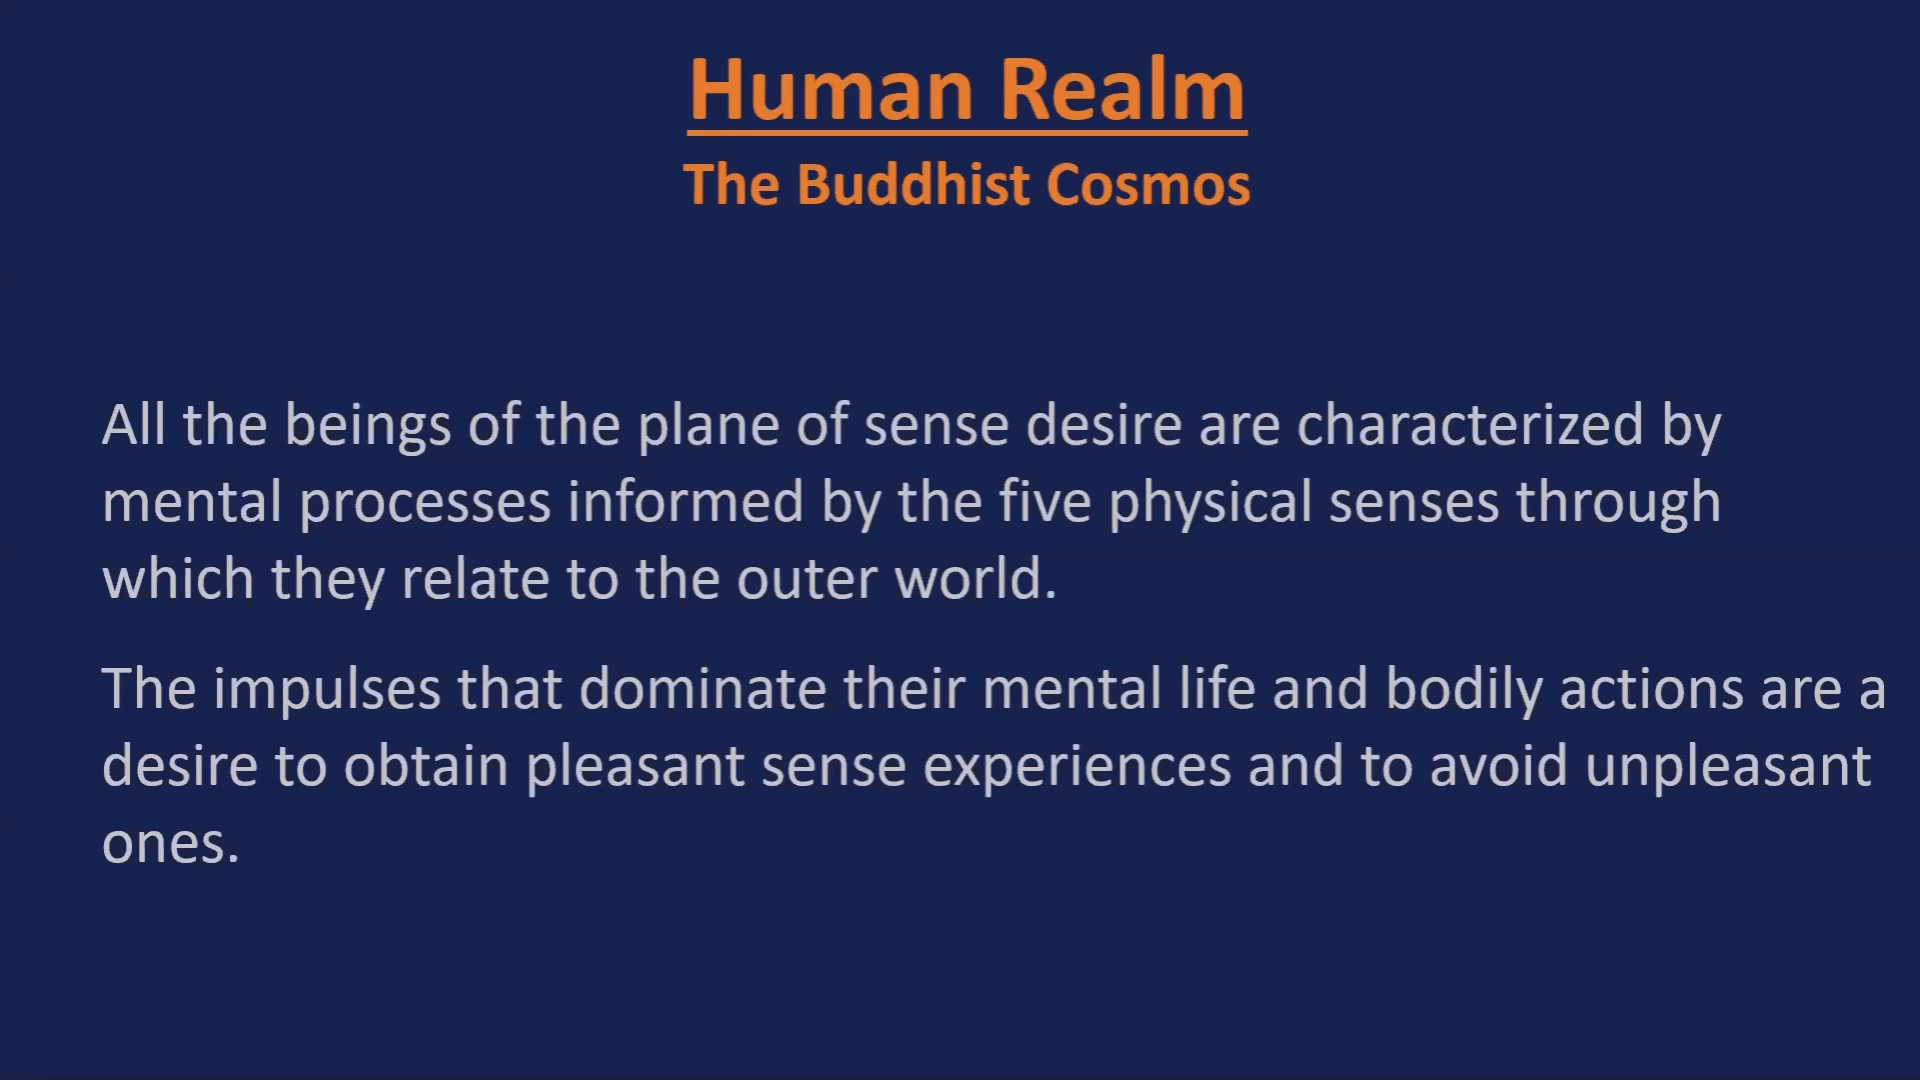 Human Realm
The Buddhist Cosmos
All the beings of the plane of sense desire are characterized by
mental processes informed by the five physical senses through
which they relate to the outer world.
The impulses that dominate their mental life and bodily actions are a
desire to obtain pleasant sense experiences and to avoid unpleasant
ones.